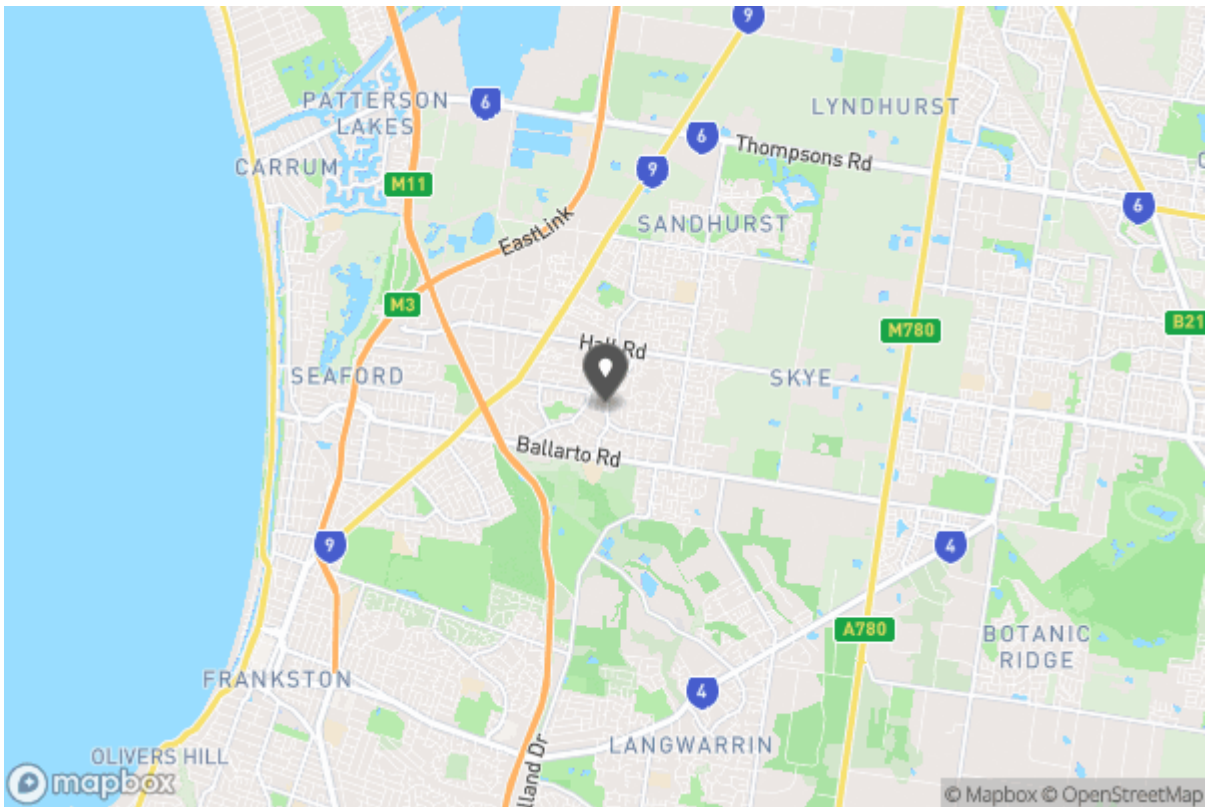 9
PATTERSON
LAKES
6
LYNDHURST
6
Thompsons Rd
CARRUM
9
M11
6
SANDHURST
EastLink
M3
B21
M780
Hall Rd
SEAFORD
SKYE
Ballarto Rd
9
4
A780
BOTANIC
RIDGE
FRANKSTON
4
LANGWARRIN
OLIVERS HILL
lland Dr
mapbox
© Mapbox © OpenStreetMap